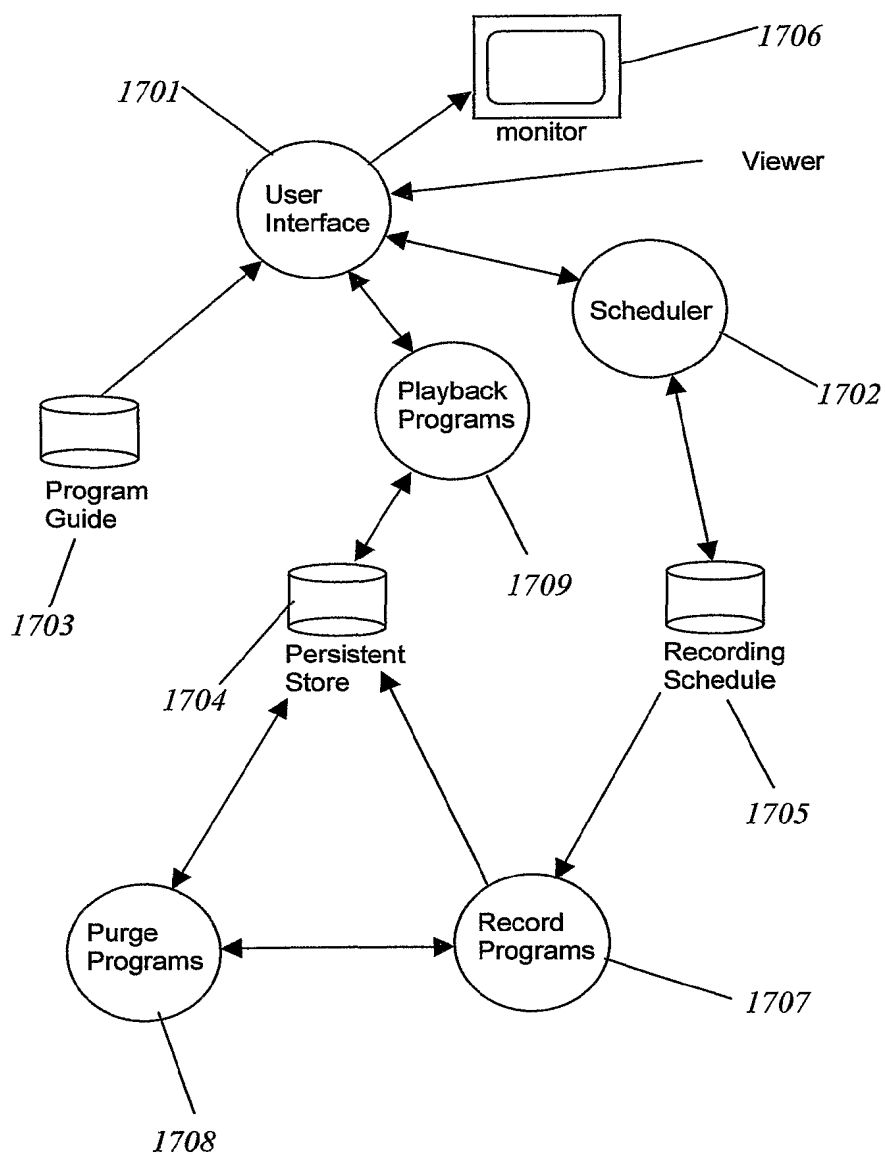 1706
1701
monitor
Viewer
User
Interface
Scheduler
1702
Playback
Programs
Program
Guide
1703
1709
Persistent
Store
1704
Recording
Schedule
1705
Purge
Programs
Record
Programs
1707
1708